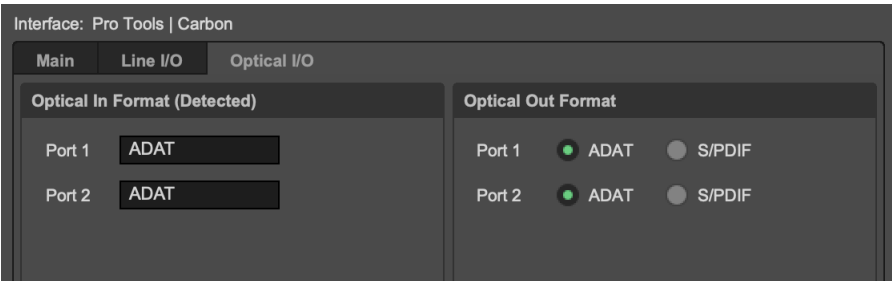 Interface: Pro Tools | Carbon
Main Line I/O Optical I/O
Optical In Format (Detected)
Port 1 ADAT
Port 2 ADAT
Optical Out Format
Port 1 ADAT S/PDIF
Port 2 ADAT S/PDIF